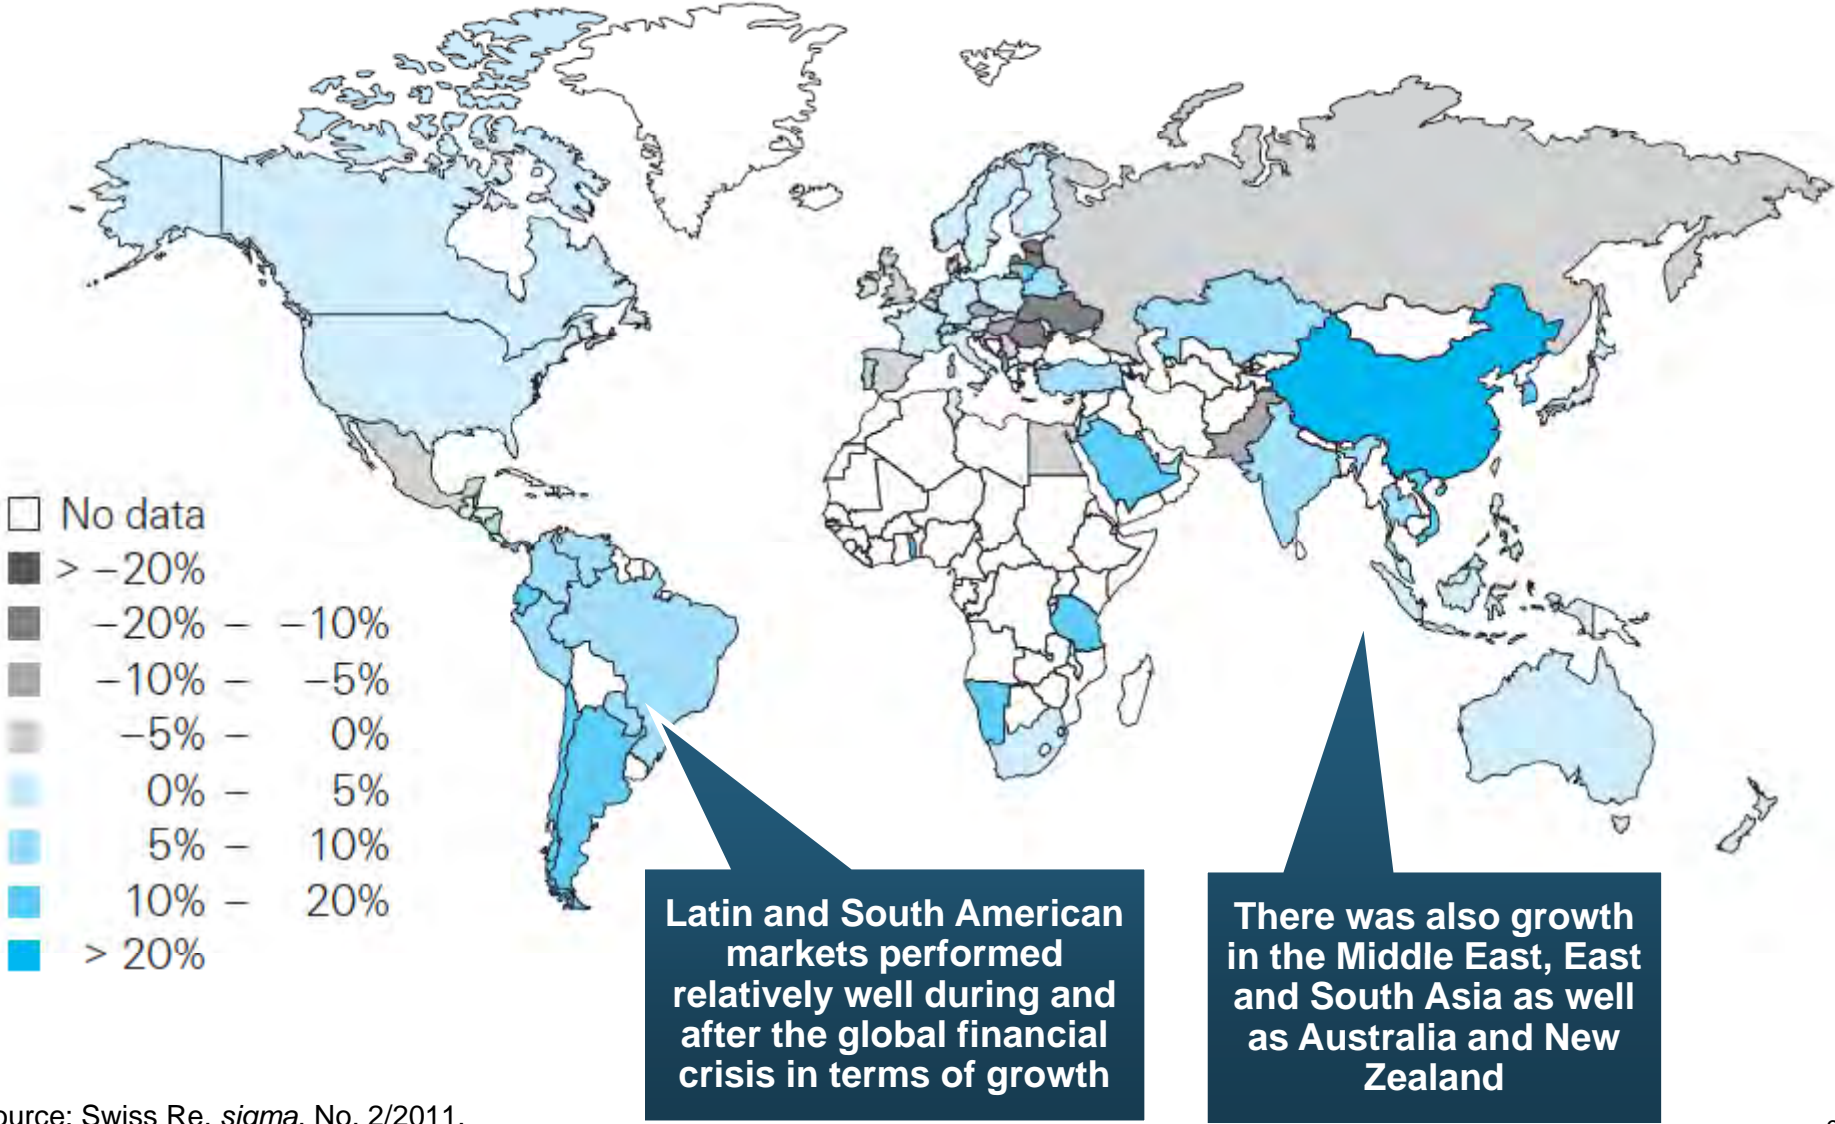 No data
> −20%
−20% – −10%
−10% – −5%
−5% – 0%
0% – 5%
5% – 10%
10% – 20%
> 20%
Latin and South American
markets performed
relatively well during and
after the global financial
crisis in terms of growth
There was also growth
in the Middle East, East
and South Asia as well
as Australia and New
Zealand
ource: Swiss Re, sigma, No. 2/2011.